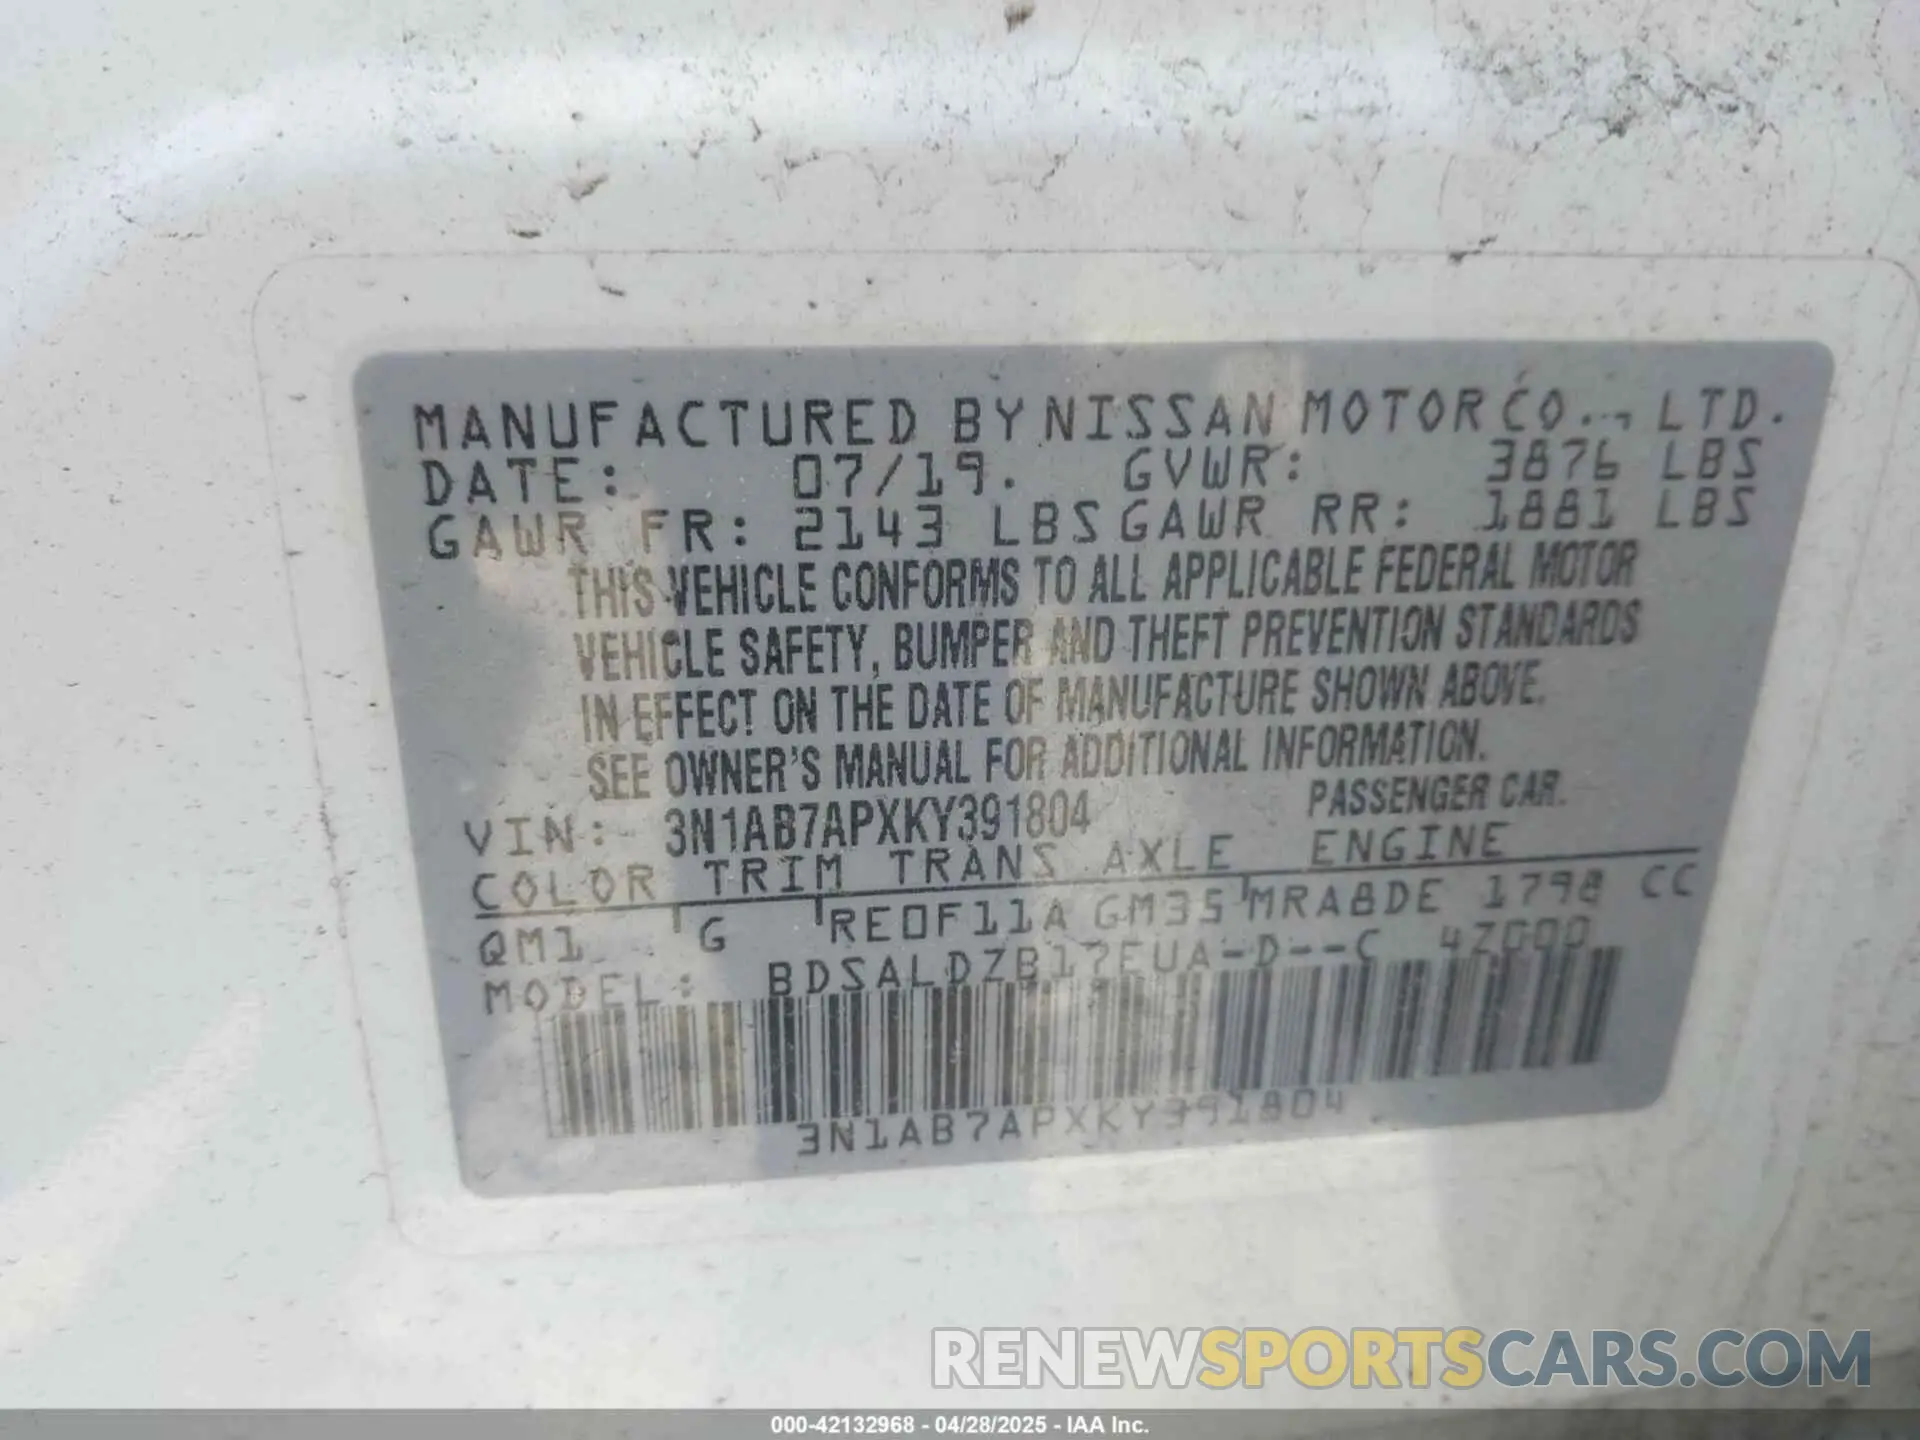 MANUFACTURED BY NISSAN MOTOR CO., LTD.
DATE: 07/19. GVWR: 3876 LBS
GAWR FR: 2143 LBS GAWR RR: 1881 LBS
THIS VEHICLE CONFORMS TO ALL APPLICABLE FEDERAL MOTOR
VEHICLE SAFETY, BUMPER AND THEFT PREVENTION STANDARDS
IN EFFECT ON THE DATE OF MANUFACTURE SHOWN ABOVE.
SEE OWNER'S MANUAL FOR ADDITIONAL INFORMATION.
VIN: 3N1AB7APXKY391804 PASSENGER CAR.
COLOR TRIM TRANS AXLE ENGINE
QM1 G RE0F11A GM35 MRA8DE 1798 CC
MODEL: BDSALDZB17EUA-D--C 4Z000
3N1AB7APXKY391804
RENEWSPORTSCARS.COM
000-42132968 - 04/28/2025 - IAA Inc.